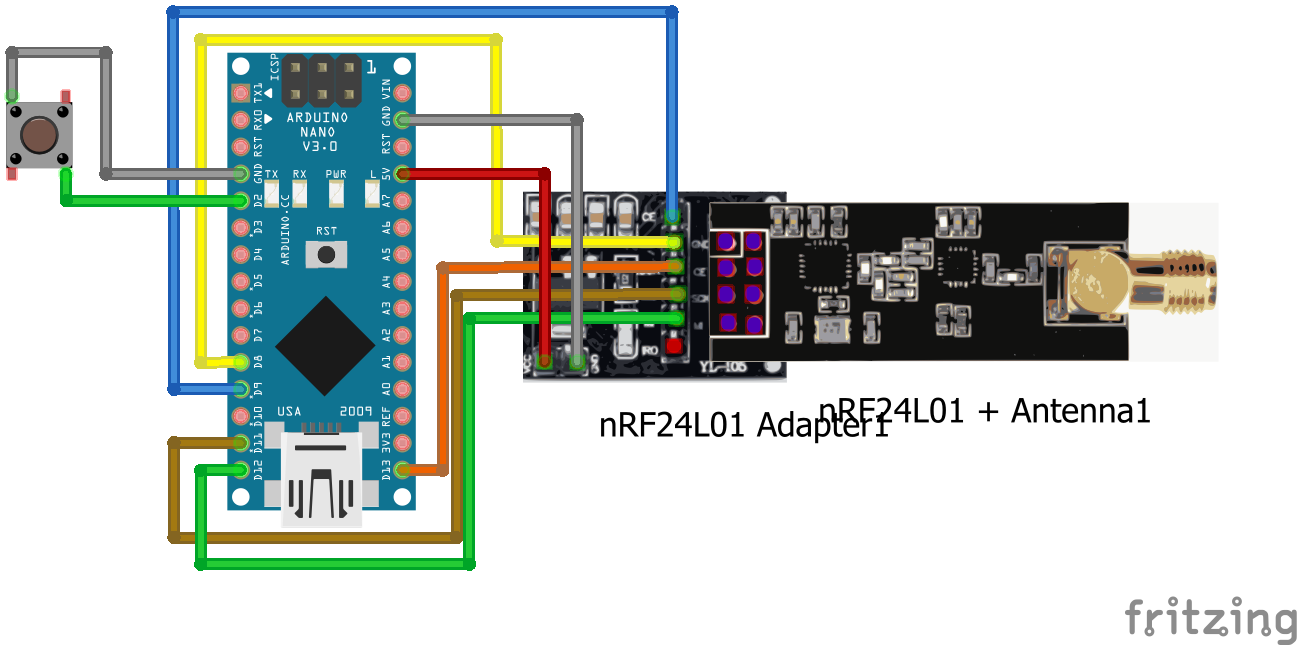 ICSP
1
TX1
VIN
RX0
GND
ARDUINO
NANO
V3.0
RST
RST
GND
5V
TX
RX
PWR
L
D2
A7
ARDUINO.CC
D3
A6
RST
D4
A5
D5
A4
D6
A3
D7
A2
D8
A1
D9
A0
D10
REF
USA
2009
D11
3V3
D12
D13
CE
IRO
VCC
YL-105
nRF24L01 Adapter1
nRF24L01 + Antenna1
fritzing